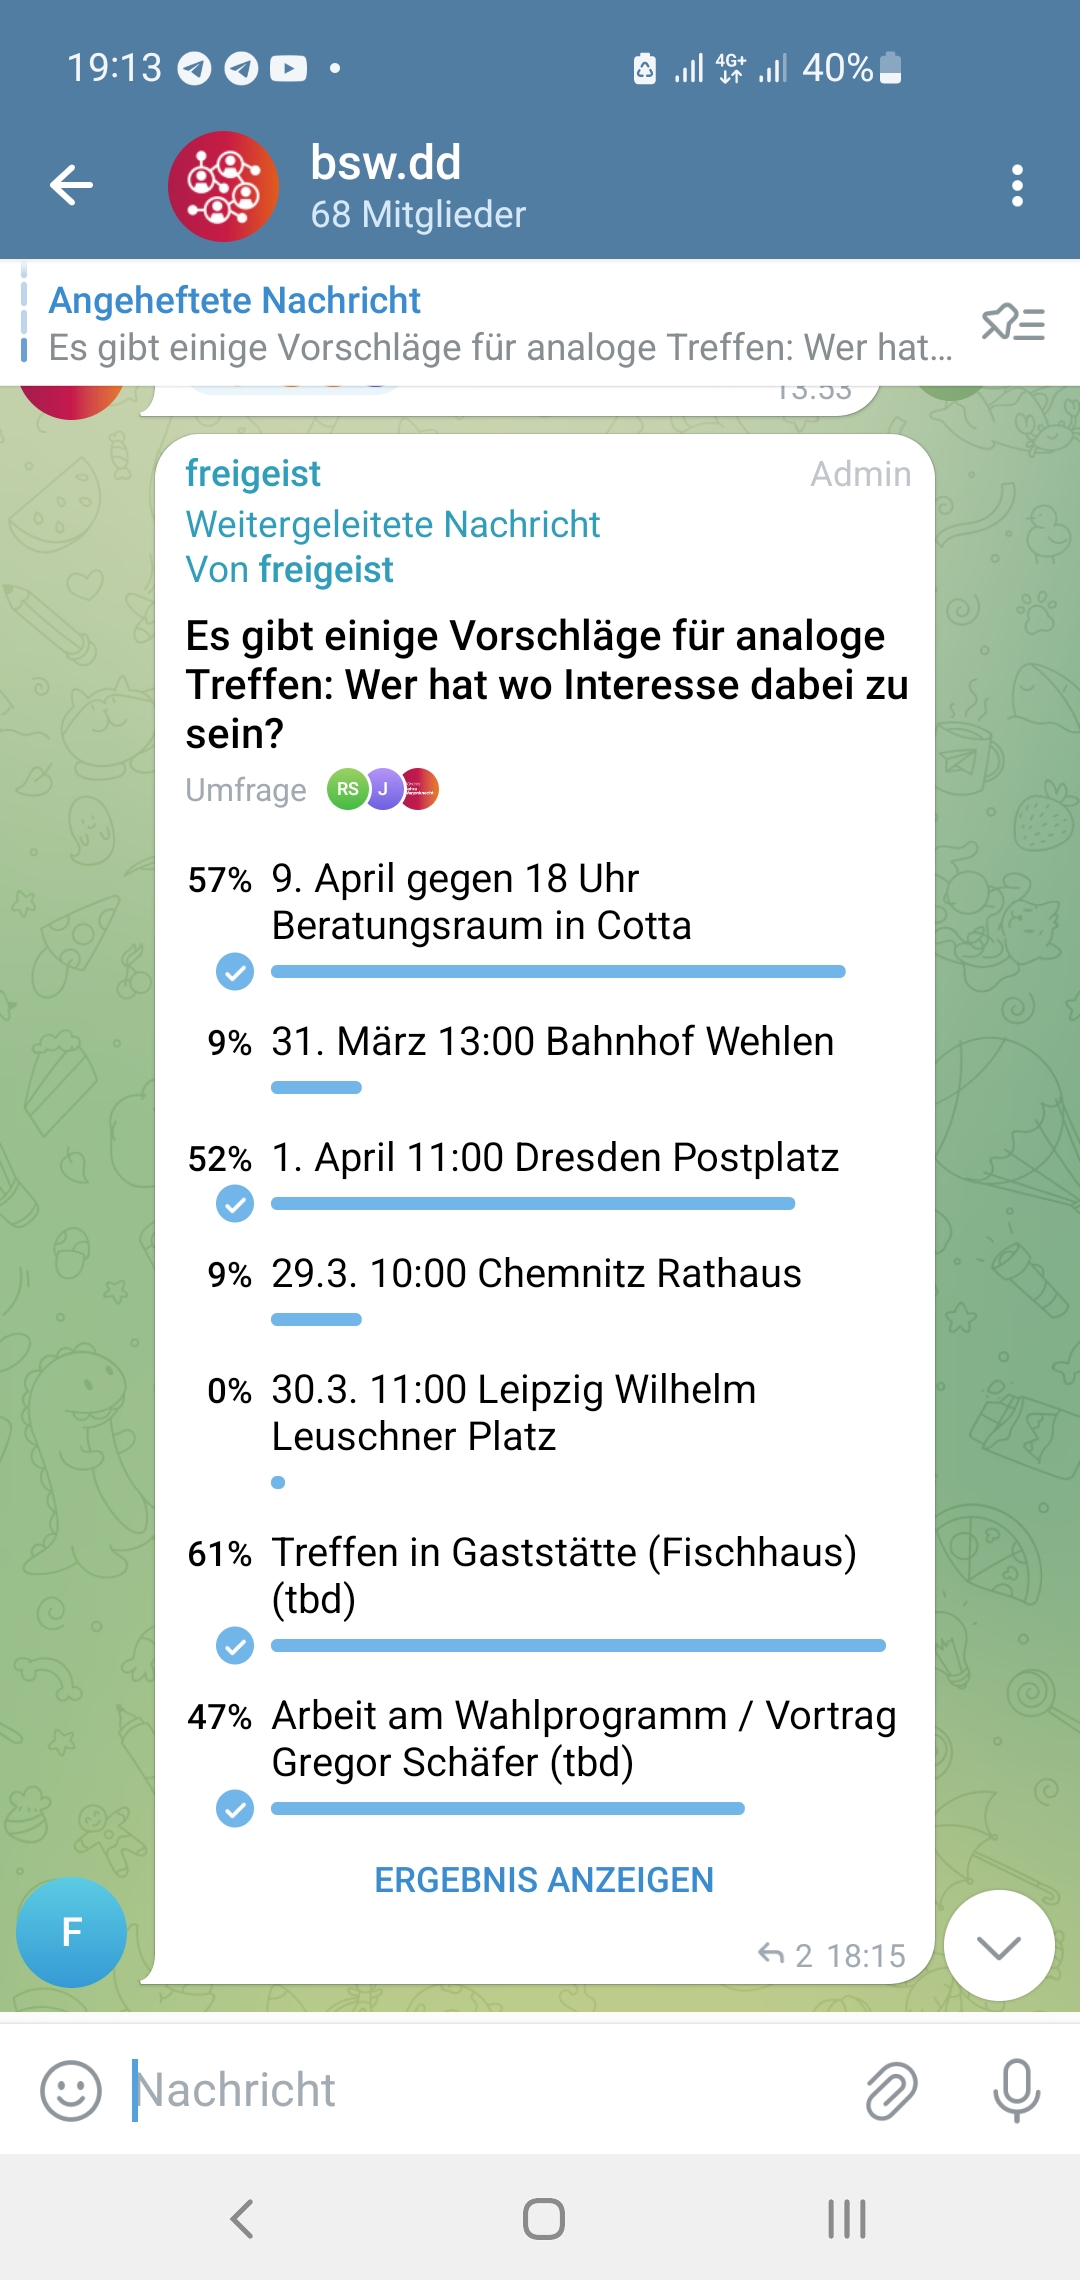 19:13
4G+
40%
bsw.dd
68 Mitglieder
Angeheftete Nachricht
Es gibt einige Vorschläge für analoge Treffen: Wer hat...
13:53
freigeist
Admin
Weitergeleitete Nachricht
Von freigeist
Es gibt einige Vorschläge für analoge
Treffen: Wer hat wo Interesse dabei zu
sein?
Umfrage
RS
J
57% 9. April gegen 18 Uhr
Beratungsraum in Cotta
9% 31. März 13:00 Bahnhof Wehlen
52% 1. April 11:00 Dresden Postplatz
9% 29.3. 10:00 Chemnitz Rathaus
0% 30.3. 11:00 Leipzig Wilhelm
Leuschner Platz
61% Treffen in Gaststätte (Fischhaus)
(tbd)
47% Arbeit am Wahlprogramm / Vortrag
Gregor Schäfer (tbd)
ERGEBNIS ANZEIGEN
F
2 18:15
Nachricht